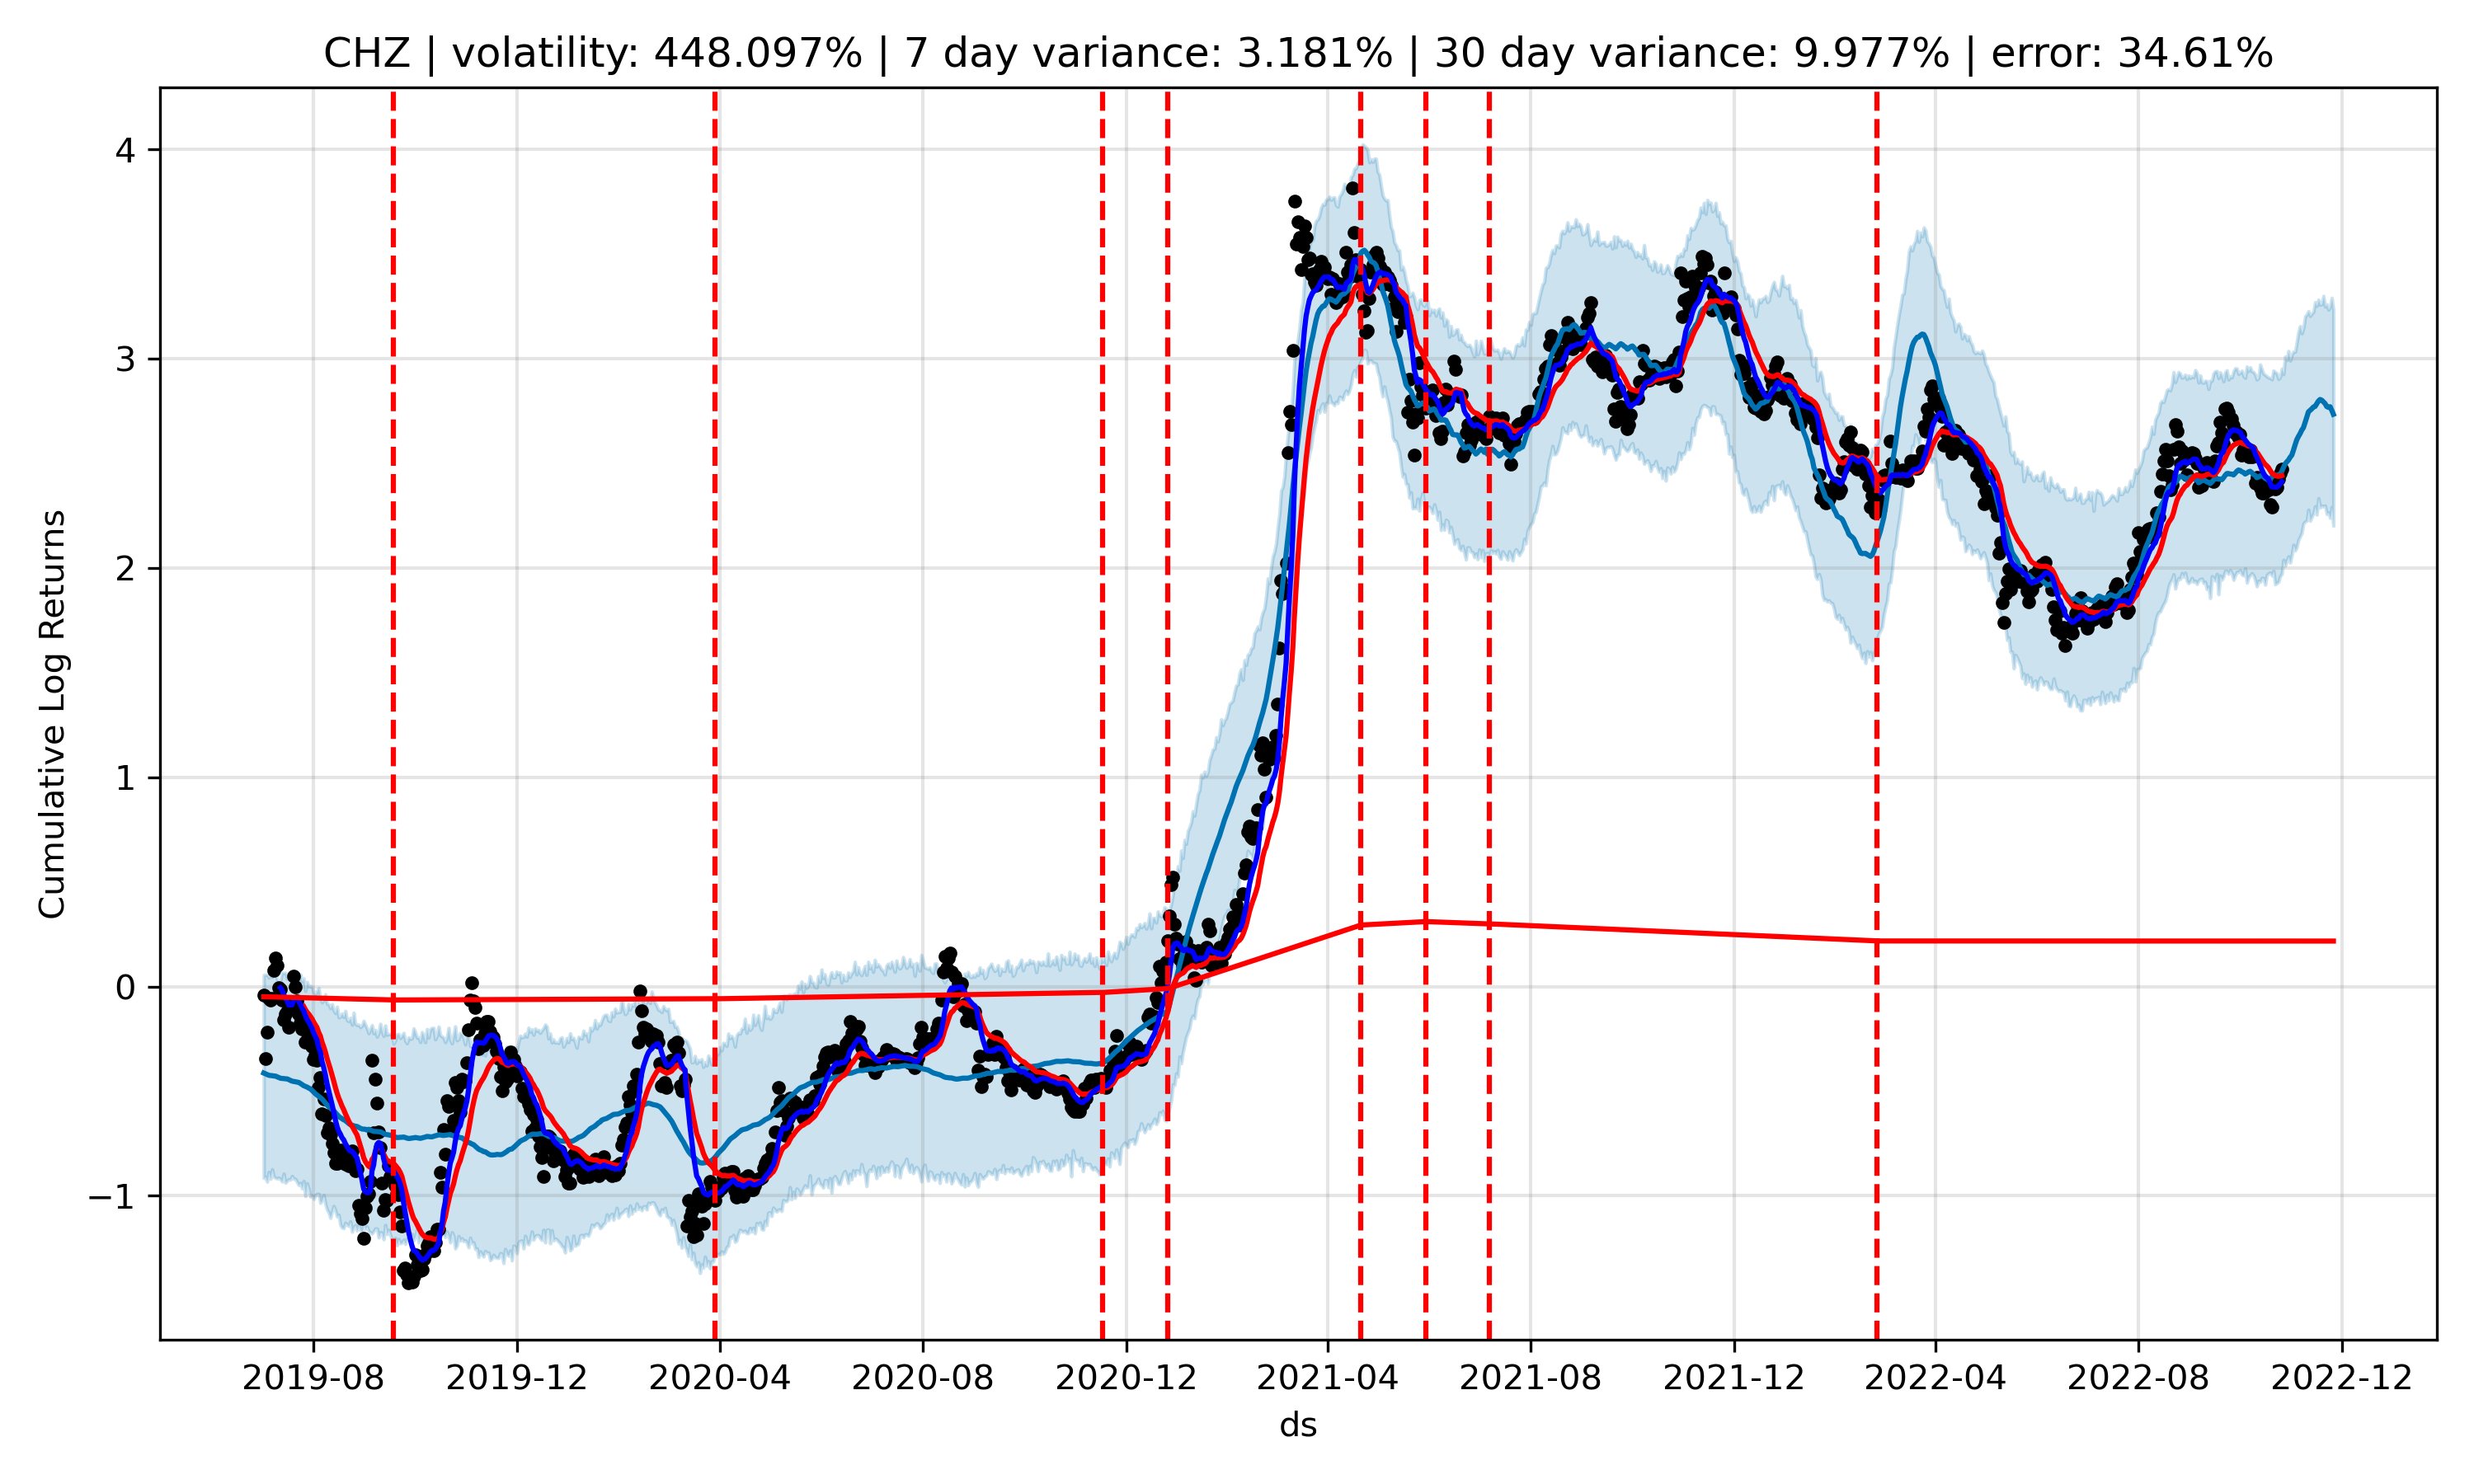 CHZ | volatility: 448.097% | 7 day variance: 3.181% | 30 day variance: 9.977% | error: 34.61%
Cumulative Log Returns
4
3
2
1
0
−1
2019-08 2019-12 2020-04 2020-08 2020-12 2021-04 2021-08 2021-12 2022-04 2022-08 2022-12
ds